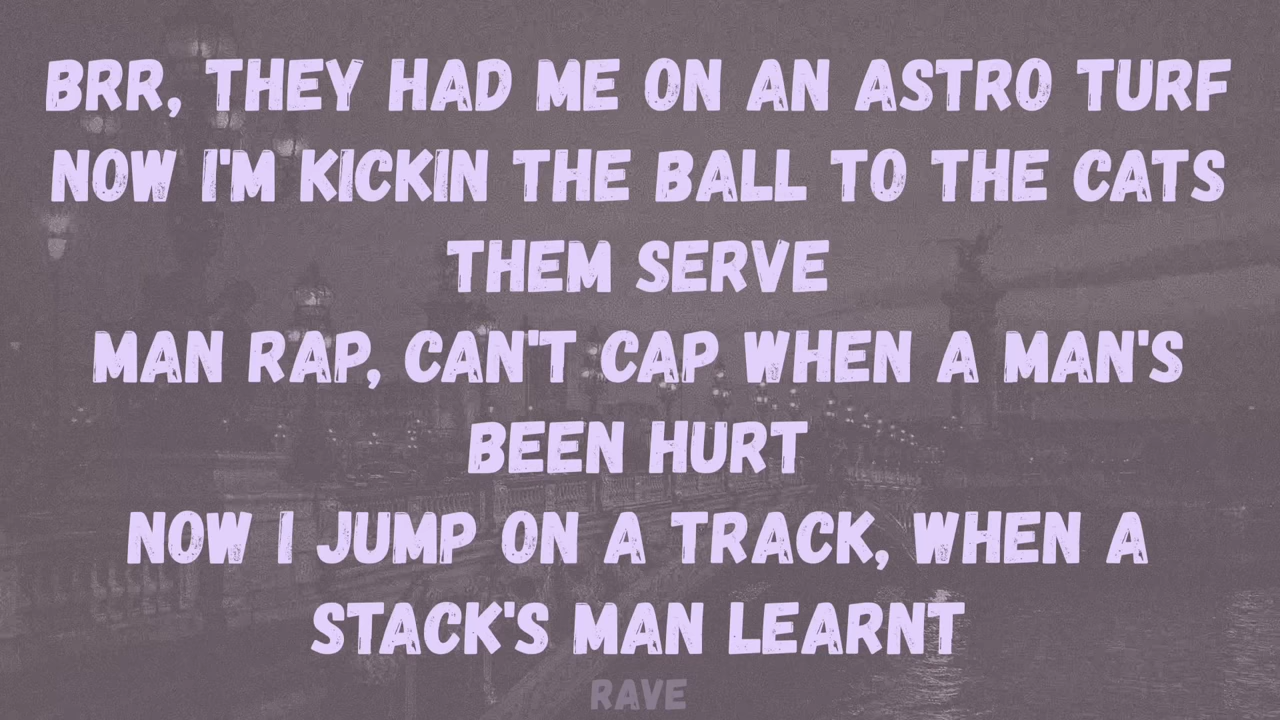 BRR, THEY HAD ME ON AN ASTRO TURF
NOW I'M KICKIN THE BALL TO THE CATS
THEM SERVE
MAN RAP, CAN'T CAP WHEN A MAN'S
BEEN HURT
NOW I JUMP ON A TRACK, WHEN A
STACK'S MAN LEARNT
RAVE